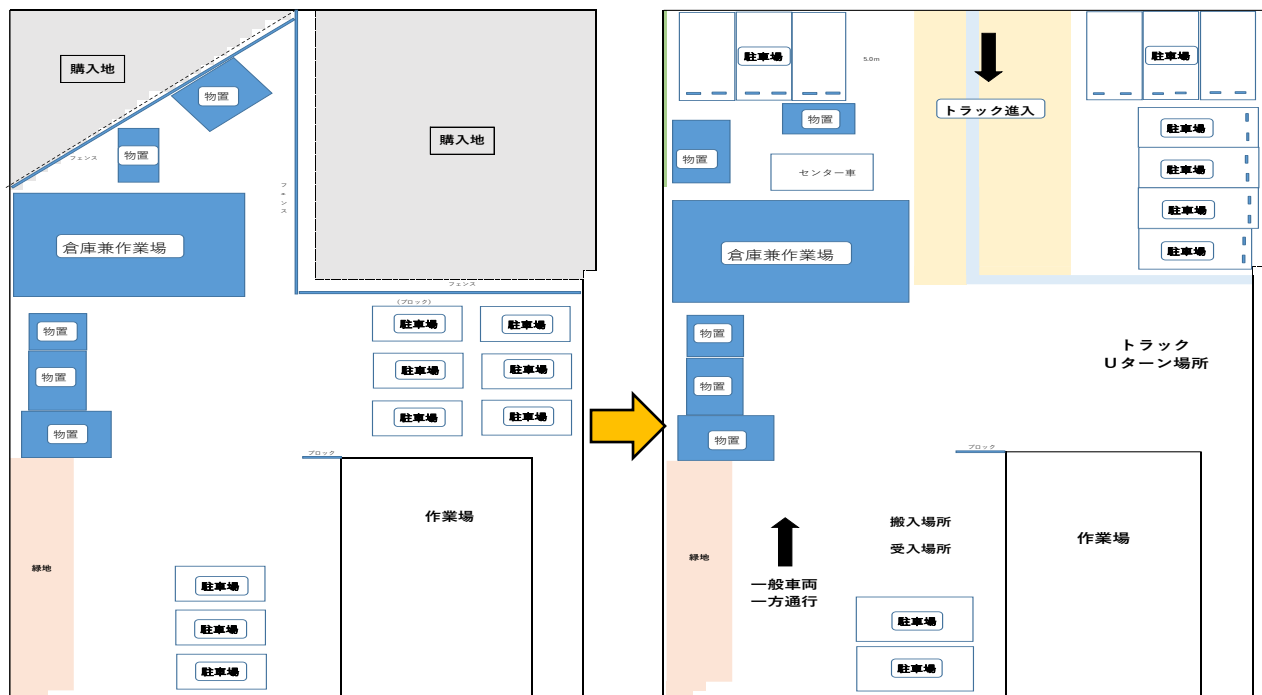 購入地
物置
購入地
物置
フェンス
フェンス
倉庫兼作業場
フェンス
(ブロック)
駐車場
駐車場
物置
駐車場
駐車場
物置
駐車場
駐車場
物置
ブロック
作業場
緑地
駐車場
駐車場
駐車場
駐車場
5.0m
駐車場
トラック進入
物置
駐車場
物置
センター車
駐車場
駐車場
倉庫兼作業場
駐車場
物置
トラック
Uターン場所
物置
物置
ブロック
搬入場所
作業場
受入場所
緑地
一般車両
一方通行
駐車場
駐車場